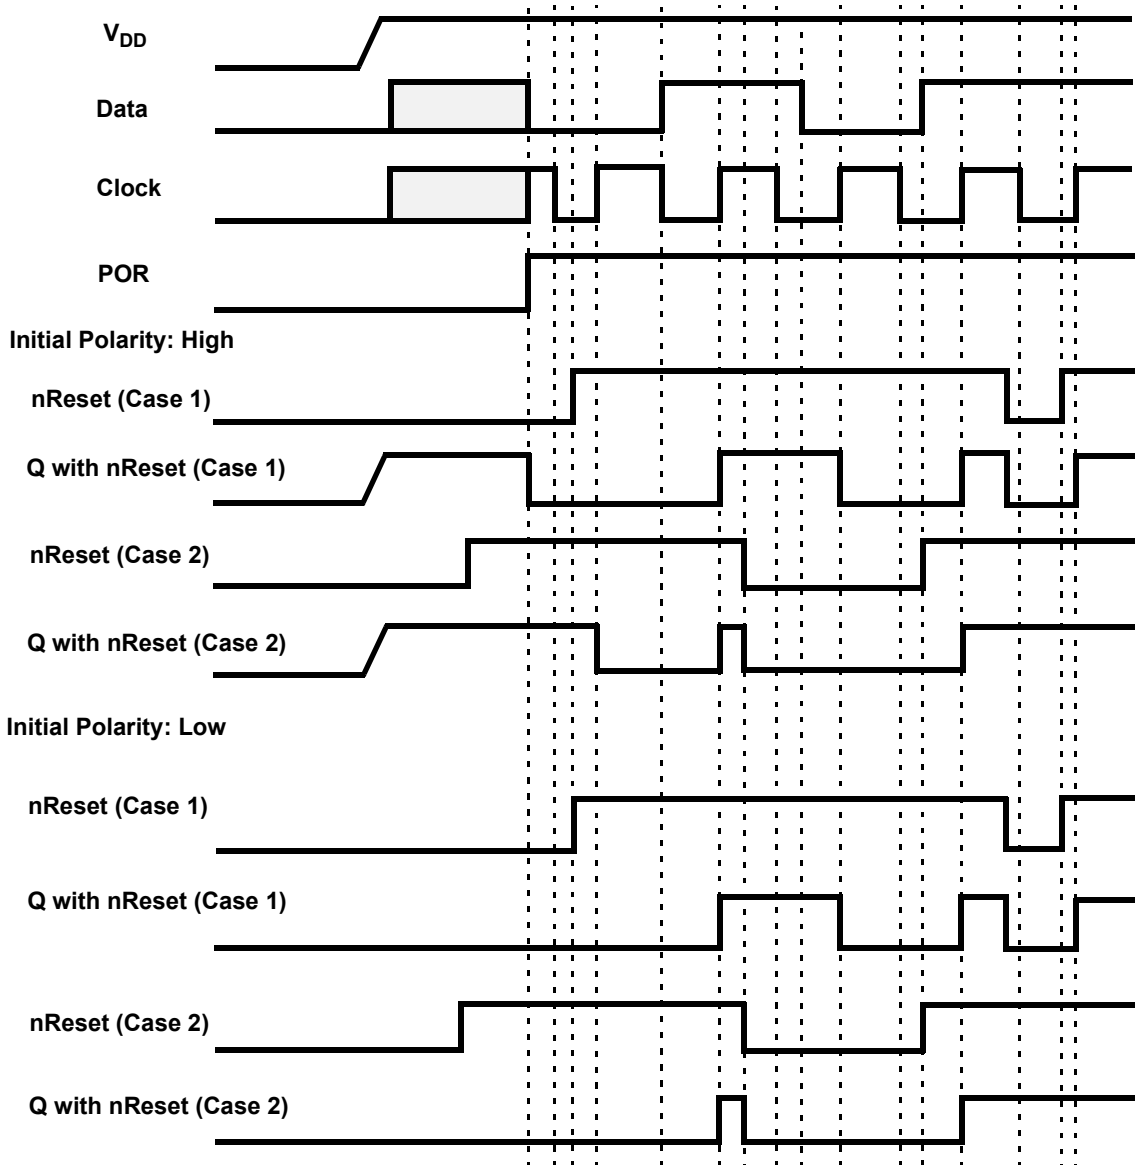 VDD
Data
Clock
POR
Initial Polarity: High
nReset (Case 1)
Q with nReset (Case 1)
nReset (Case 2)
Q with nReset (Case 2)
Initial Polarity: Low
nReset (Case 1)
Q with nReset (Case 1)
nReset (Case 2)
Q with nReset (Case 2)